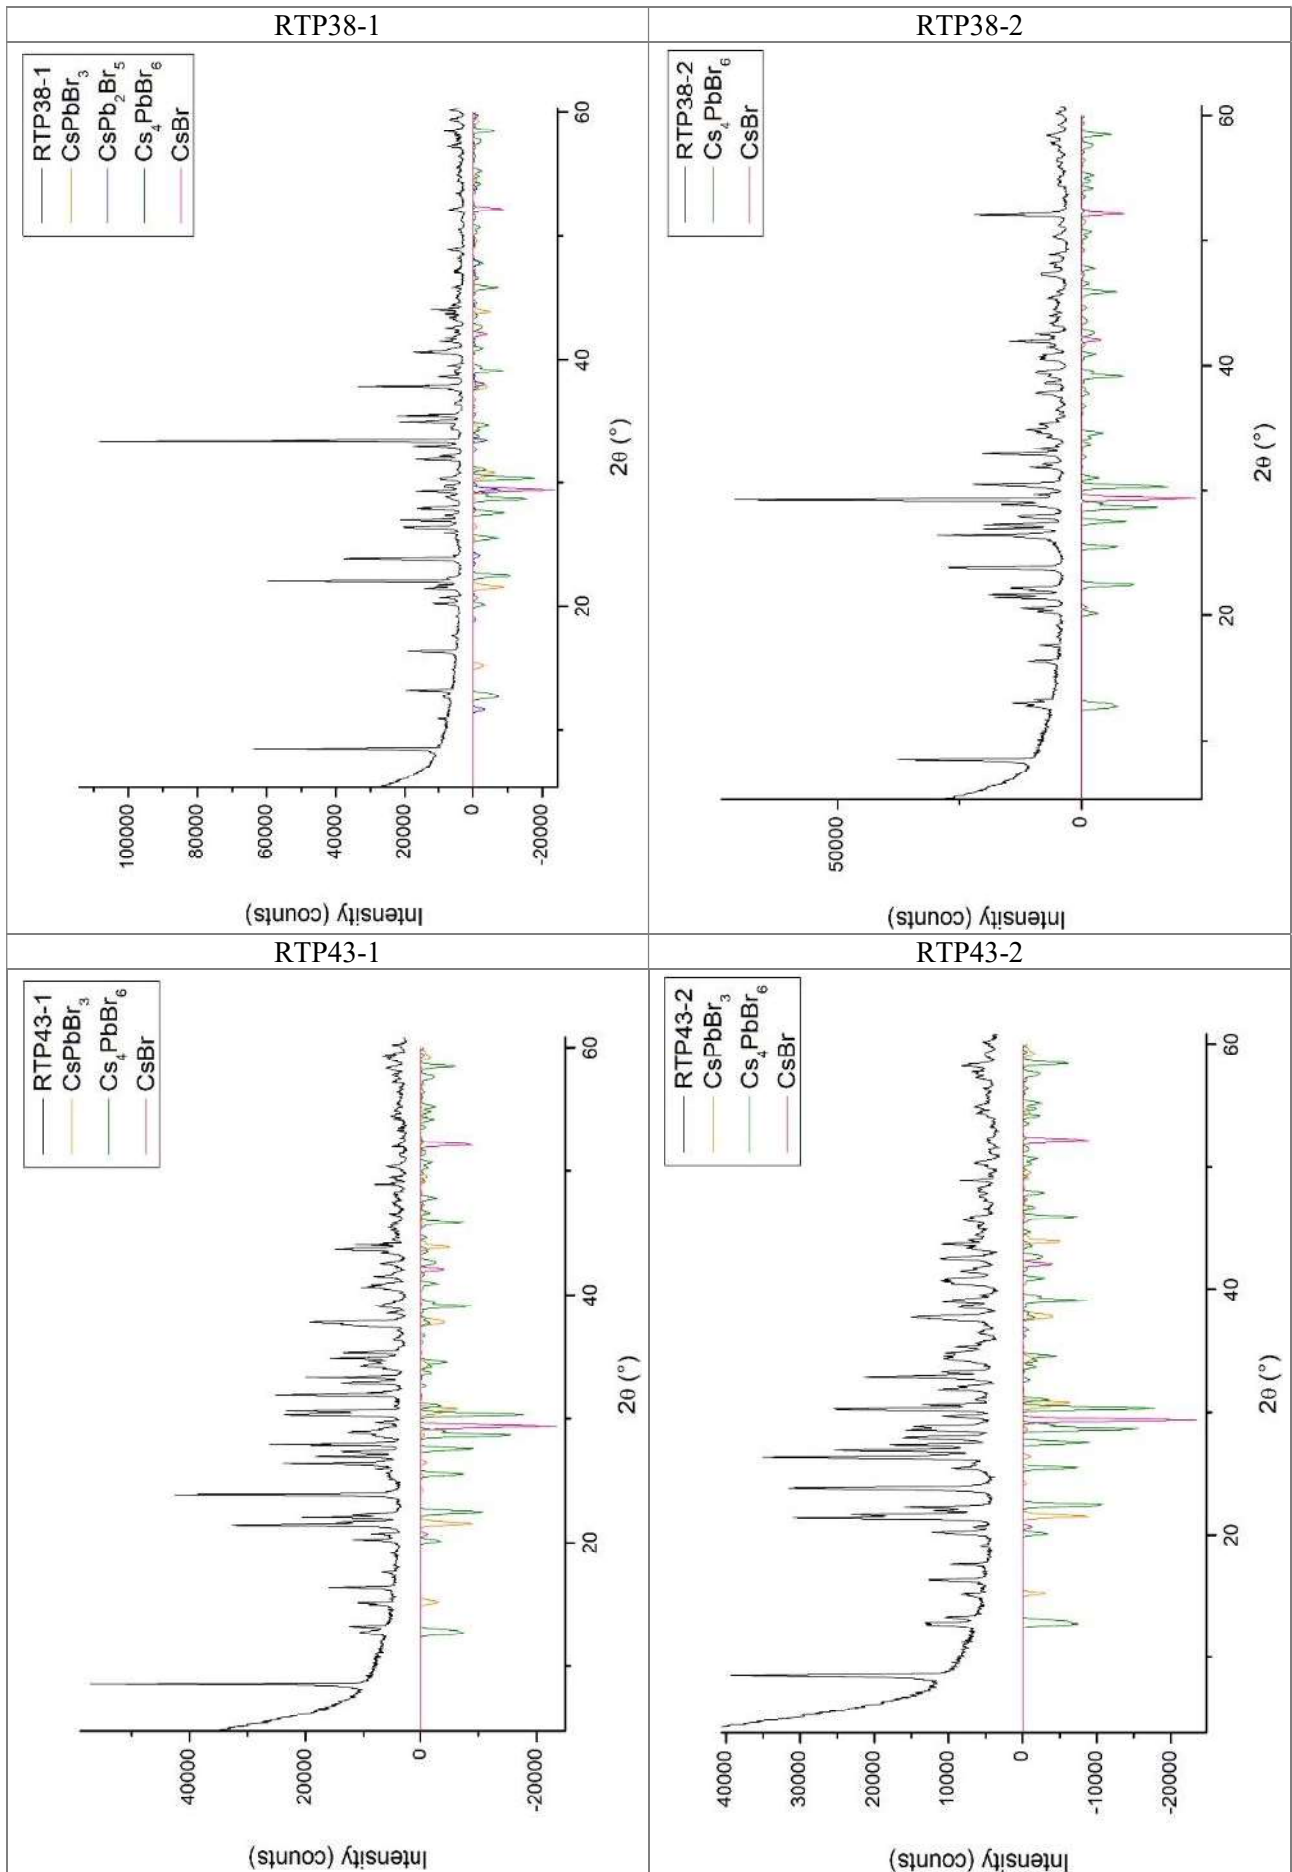 RTP38-1
RTP38-2
RTP38-1
CsPbBr₃
CsPb₂Br₅
Cs₄PbBr₆
CsBr
100000
80000
60000
40000
20000
0
-20000
Intensity (counts)
20
40
60
2θ (°)
RTP38-2
Cs₄PbBr₆
CsBr
50000
0
Intensity (counts)
20
40
60
2θ (°)
RTP43-1
RTP43-2
RTP43-1
CsPbBr₃
Cs₄PbBr₆
CsBr
40000
20000
0
-20000
Intensity (counts)
20
40
60
2θ (°)
RTP43-2
CsPbBr₃
Cs₄PbBr₆
CsBr
40000
30000
20000
10000
0
-10000
-20000
Intensity (counts)
20
40
60
2θ (°)